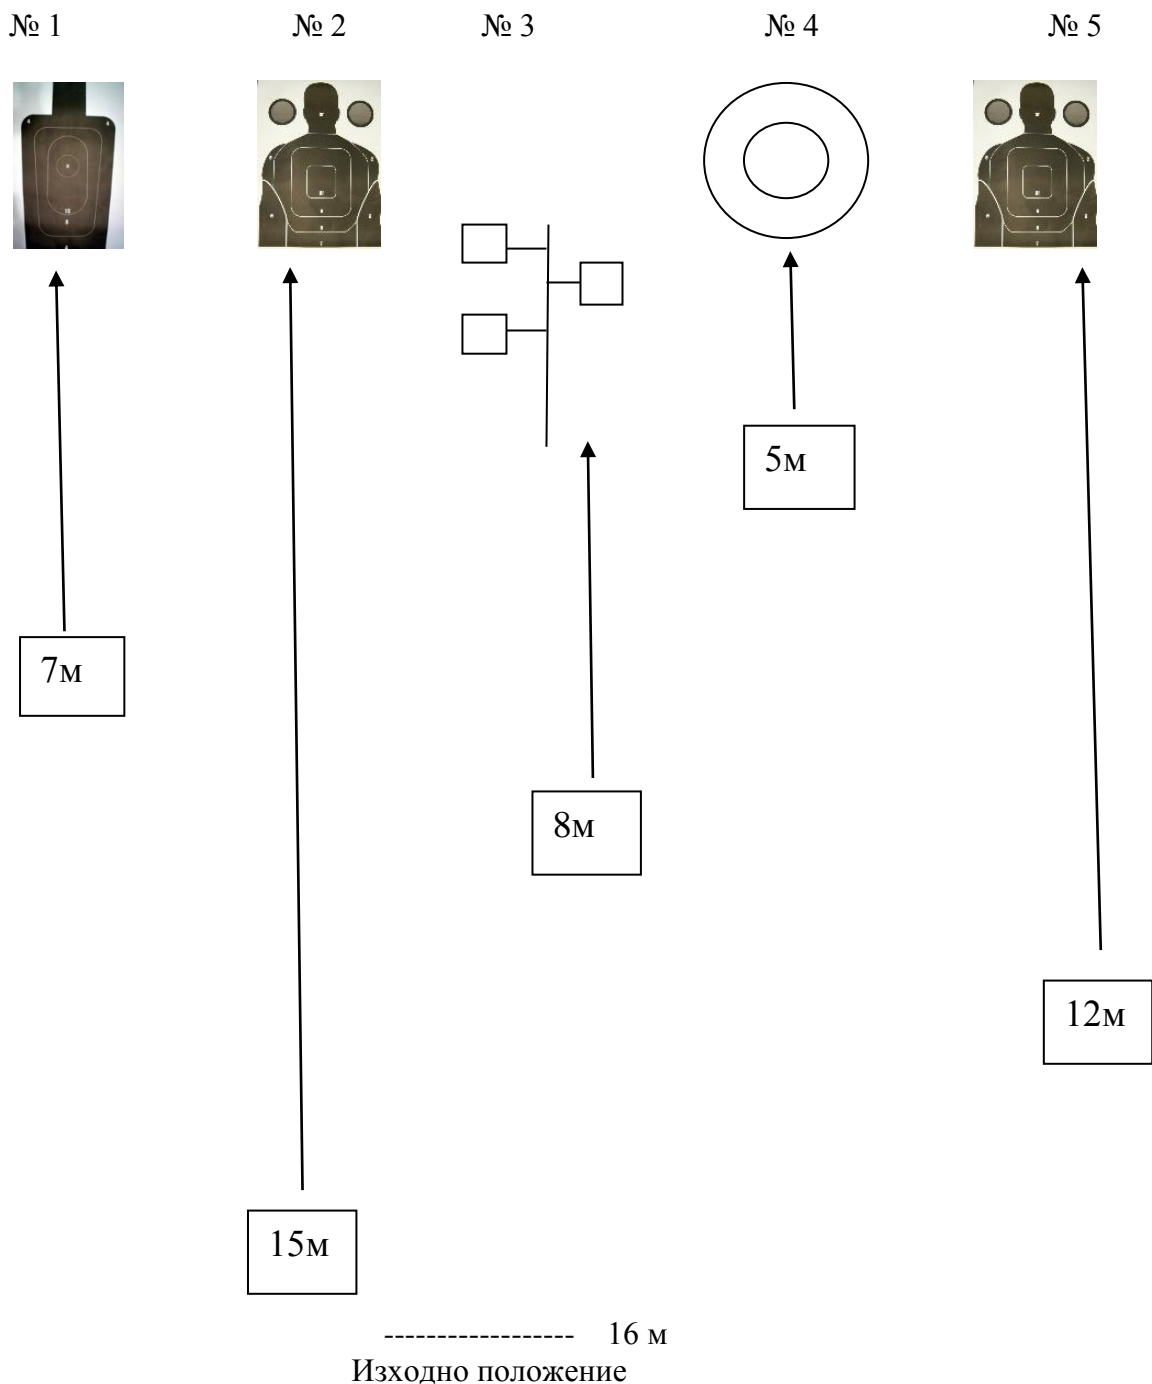 № 1 № 2 № 3 № 4 № 5
5м
7м
8м
12м
15м
------------------ 16 м
Изходно положение